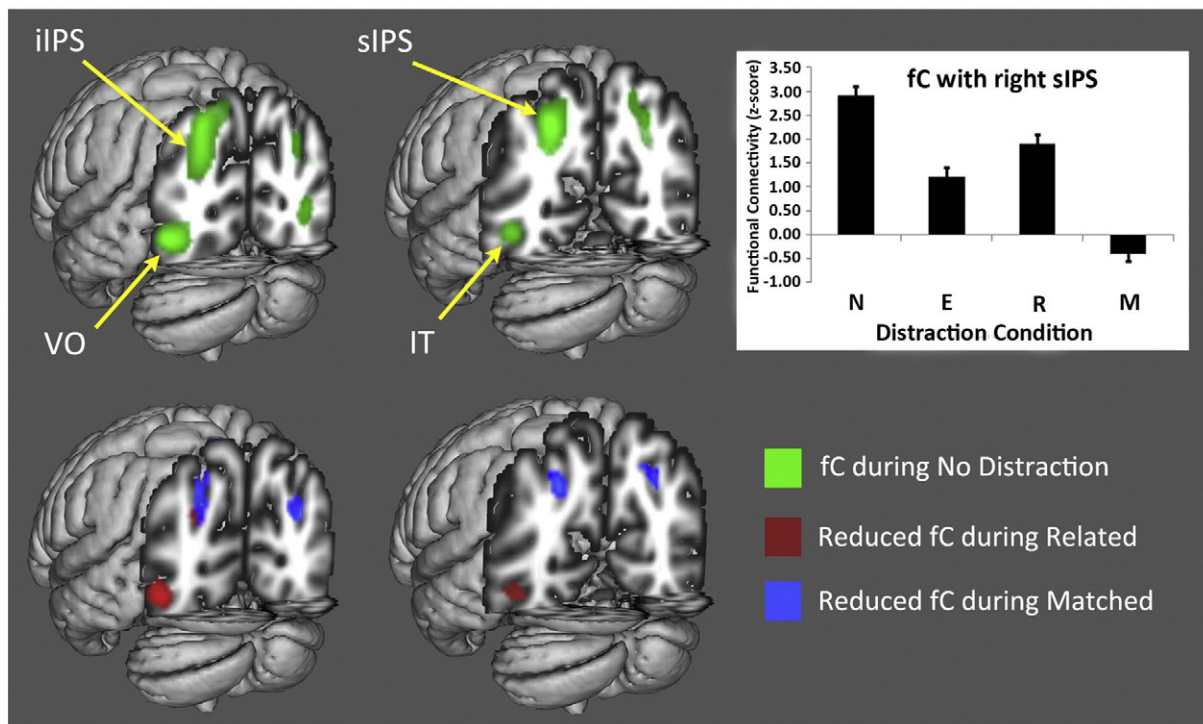 iIPS
sIPS
VO
IT
fC with right sIPS
Functional Connectivity (z-score)
3.50
3.00
2.50
2.00
1.50
1.00
0.50
0.00
-0.50
-1.00
N E R M
Distraction Condition
fC during No Distraction
Reduced fC during Related
Reduced fC during Matched